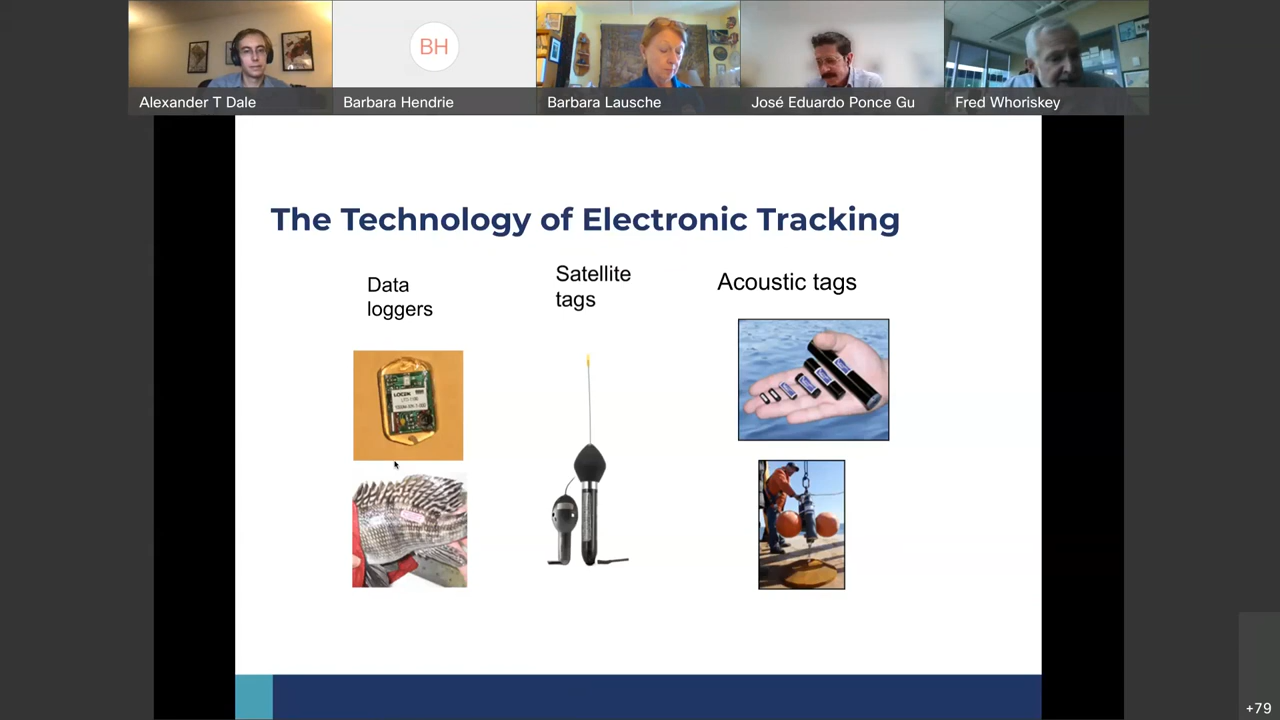 BH
Alexander T Dale
Barbara Hendrie
Barbara Lausche
José Eduardo Ponce Gu
Fred Whoriskey
The Technology of Electronic Tracking
Data
loggers
Satellite
tags
Acoustic tags
+79